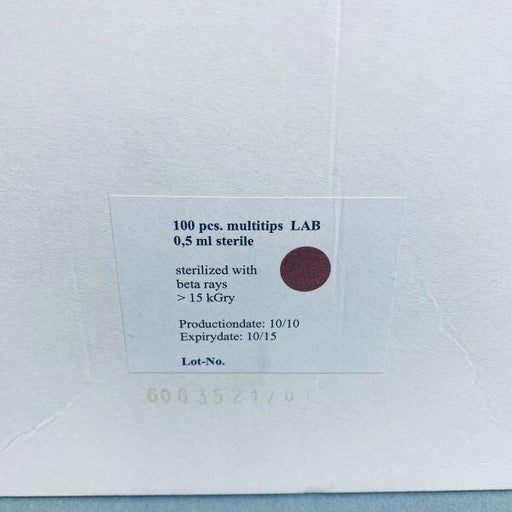 100 pcs. multitips LAB
0,5 ml sterile
sterilized with
beta rays
> 15 kGry
Productiondate: 10/10
Expirydate: 10/15
Lot-No.